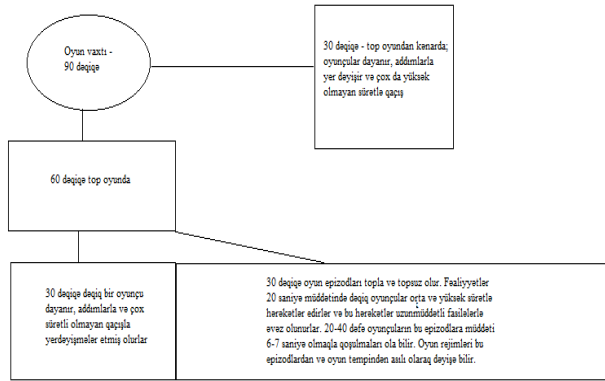 Oyun vaxtı -
90 dəqiqə
30 dəqiqə - top oyundan kənarda;
oyunçular dayanır, addımlarla
yer dəyişir və çox da yüksək
olmayan sürətlə qaçış
60 dəqiqə top oyunda
30 dəqiqə dəqiq bir oyunçu
dayanır, addımlarla və çox
sürətli olmayan qaçışla
yerdəyişmələr etmiş olurlar
30 dəqiqə oyun epizodları topla və topsuz olur. Fəaliyyətlər
20 saniyə müddətində dəqiq oyunçular orta və yüksək sürətlə
hərəkətlər edirlər və bu hərəkətlər uzunmüddətli fasilələrlə
əvəz olunurlar. 20-40 dəfə oyunçuların bu epizodlara müddəti
6-7 saniyə olmaqla qoşulmaları ola bilir. Oyun rejimləri bu
epizodlardan və oyun tempindən asılı olaraq dəyişə bilir.